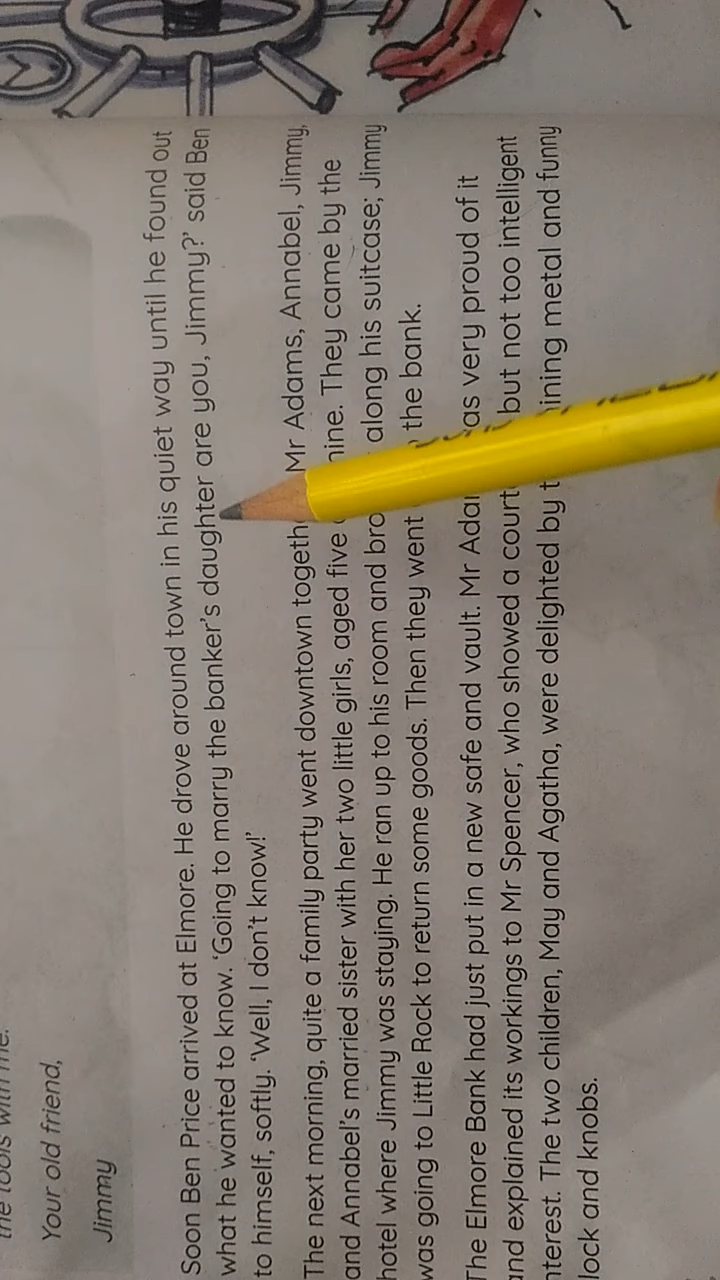 the tools with me.
Your old friend,
Jimmy
Soon Ben Price arrived at Elmore. He drove around town in his quiet way until he found out
what he wanted to know. ‘Going to marry the banker's daughter are you, Jimmy?’ said Ben
to himself, softly. ‘Well, I don't know!’
The next morning, quite a family party went downtown Mr Adams, Annabel, Jimmy,
and Annabel's married sister with her two little girls, aged five nine. They came by the
hotel where Jimmy was staying. He ran up to his room and along his suitcase; Jimmy
was going to Little Rock to return some goods. Then they went the bank.
The Elmore Bank had just put in a new safe and vault. Mr was very proud of it
and explained its workings to Mr Spencer, who showed a but not too intelligent
interest. The two children, May and Agatha, were delighted by metal and funny
lock and knobs.